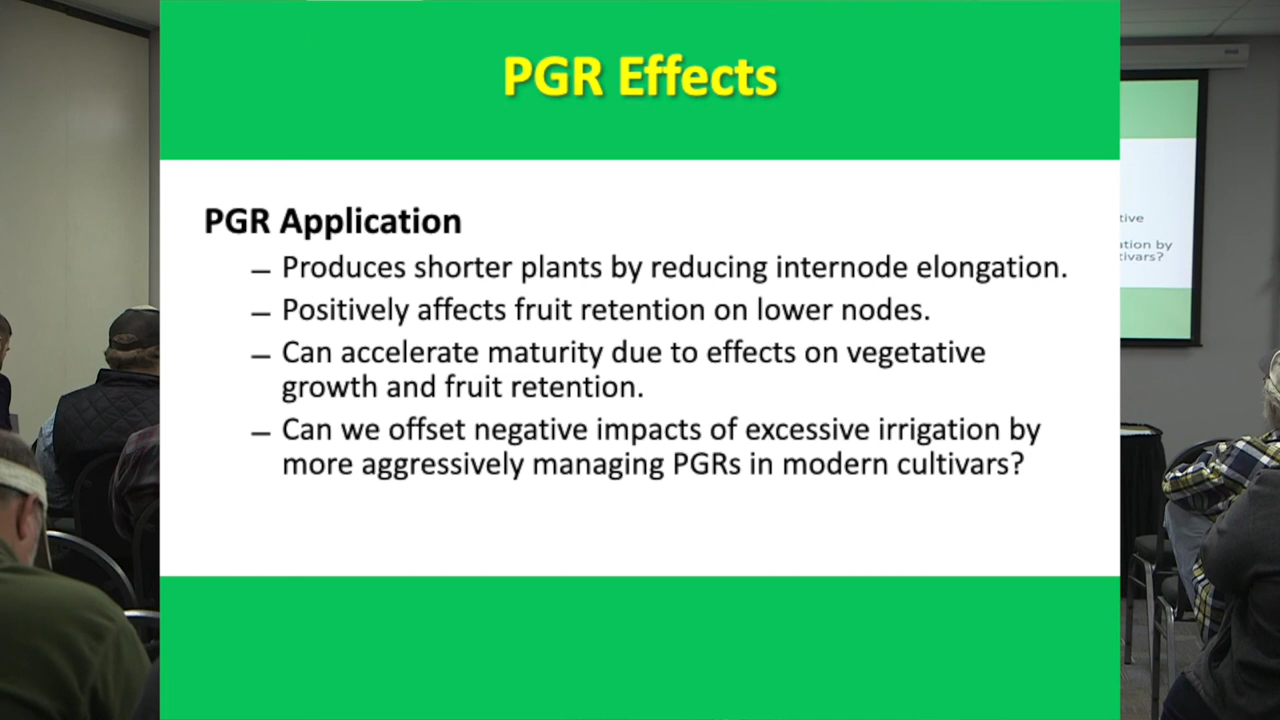 PGR Effects
PGR Application
– Produces shorter plants by reducing internode elongation.
– Positively affects fruit retention on lower nodes.
– Can accelerate maturity due to effects on vegetative
growth and fruit retention.
– Can we offset negative impacts of excessive irrigation by
more aggressively managing PGRs in modern cultivars?
tive
ation by
tivars?